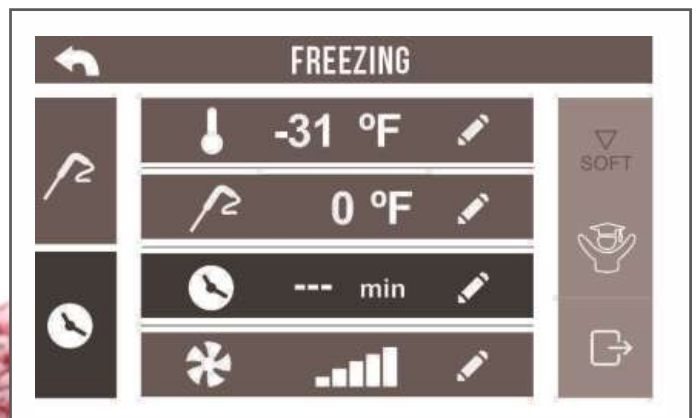 FREEZING
-31 ºF
SOFT
0 ºF
--- min